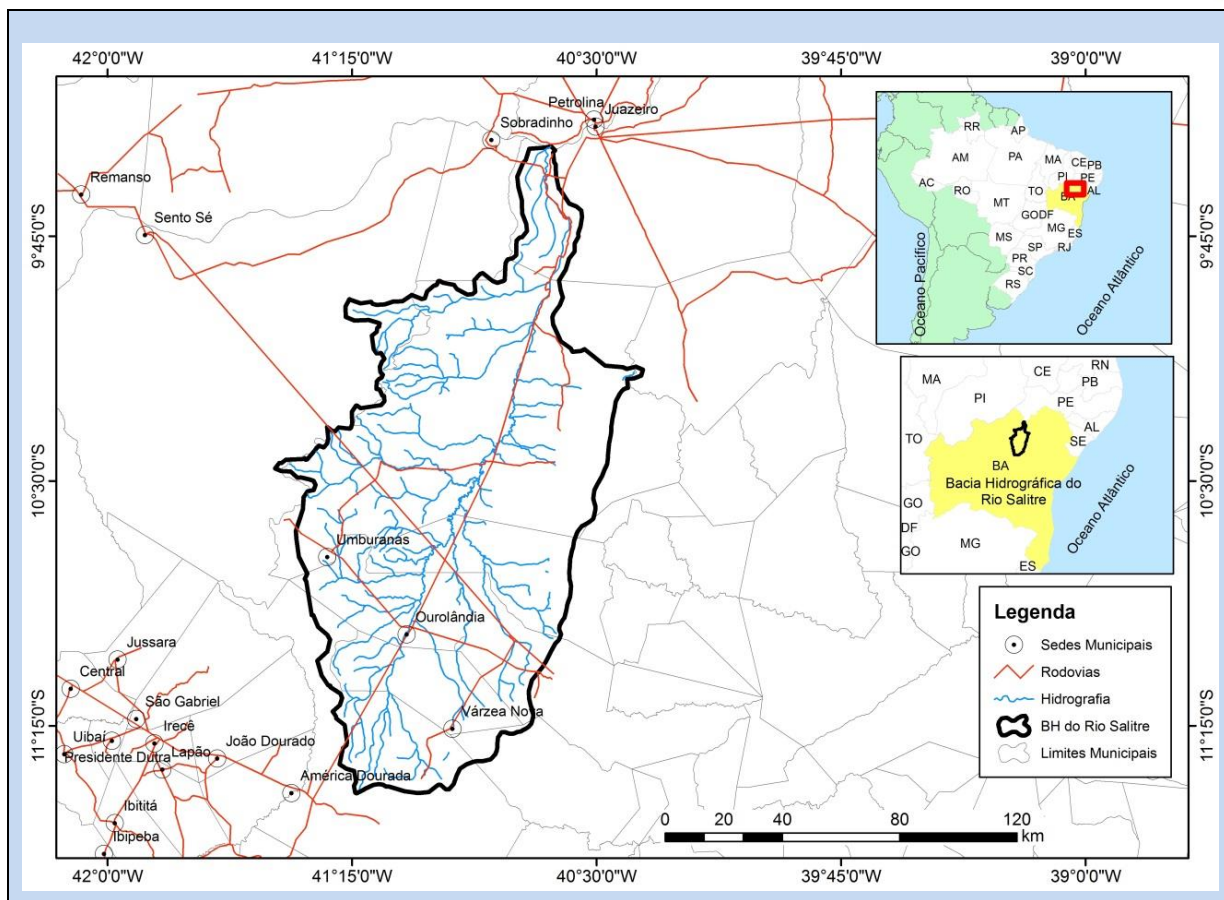 42°0'0"W 41°15'0"W 40°30'0"W 39°45'0"W 39°0'0"W
9°45'0"S
10°30'0"S
11°15'0"S
Petrolina
Juazeiro
Sobradinho
Remanso
Sento Sé
Umburanas
Ourolândia
Jussara
Central
São Gabriel
Várzea Nova
Uibaí
Irecê
João Dourado
Presidente Dutra
Lapão
América Dourada
Ibititá
Ibipeba
RR
AP
AM
PA
MA
CE
PB
PI
PE
AC
RO
TO
AL
BA
MT
GO
DF
MG
ES
MS
SP
RJ
PR
SC
RS
Oceano Pacífico
Oceano Atlântico
RN
MA
CE
PB
PI
PE
AL
TO
SE
BA
Bacia Hidrográfica do
Rio Salitre
GO
DF
MG
GO
ES
Oceano Atlântico
Legenda
Sedes Municipais
Rodovias
Hidrografia
BH do Rio Salitre
Limites Municipais
0 20 40 80 120
km
9°45'0"S
10°30'0"S
11°15'0"S
42°0'0"W 41°15'0"W 40°30'0"W 39°45'0"W 39°0'0"W